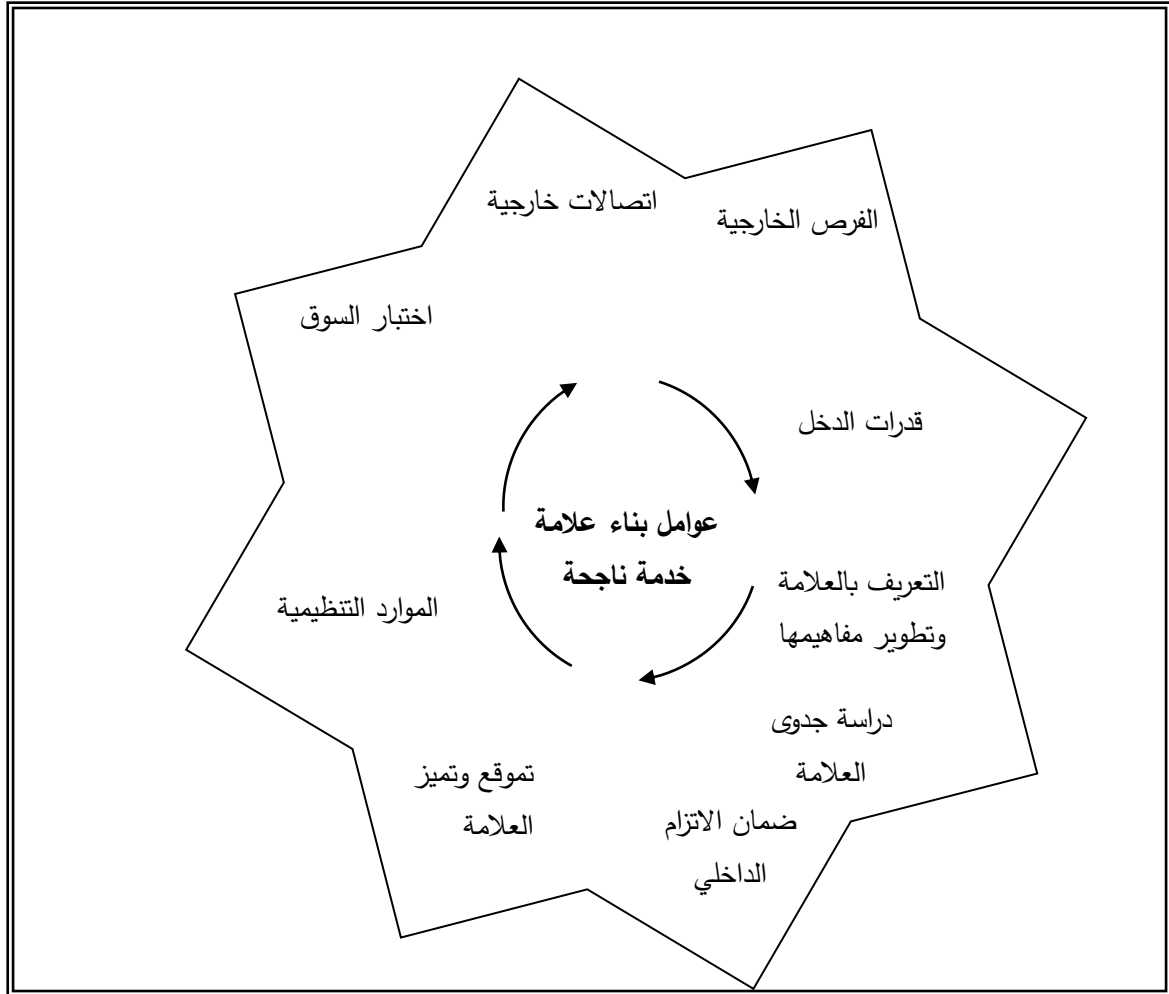 اتصالات خارجية
الفرص الخارجية
اختبار السوق
قدرات الدخل
عوامل بناء علامة
خدمة ناجحة
التعريف بالعلامة
وتطوير مفاهيمها
الموارد التنظيمية
دراسة جدوى
العلامة
تموقع وتميز
العلامة
ضمان الاتزام
الداخلي